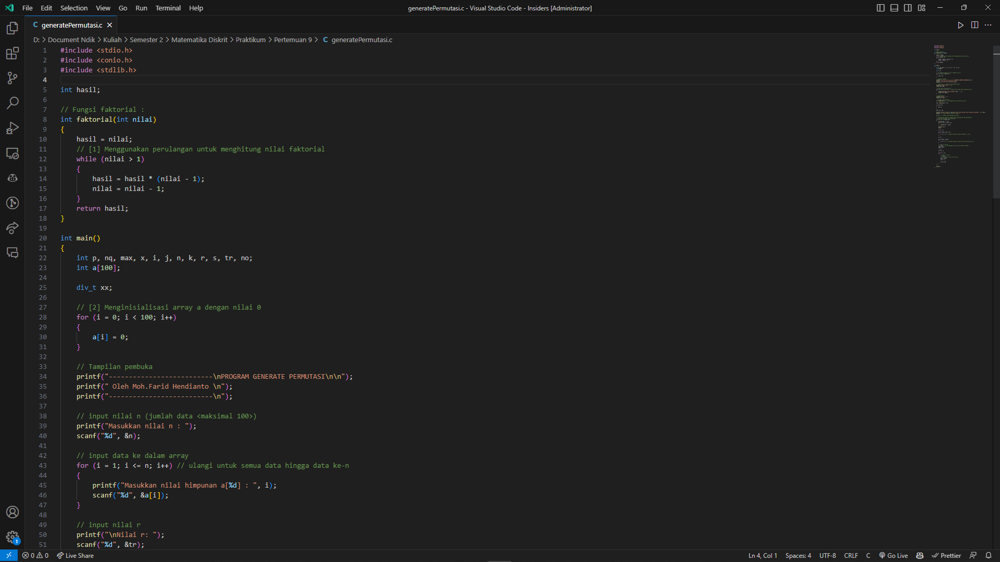 File Edit Selection View Go Run Terminal Help
generatePermutasi.c - Visual Studio Code - Insiders [Administrator]
C generatePermutasi.c
D: > Document Ndik > Kuliah > Semester 2 > Matematika Diskrit > Praktikum > Pertemuan 9 > C generatePermutasi.c
1 #include <stdio.h>
2 #include <conio.h>
3 #include <stdlib.h>
4
5 int hasil;
6
7 // Fungsi faktorial :
8 int faktorial(int nilai)
9 {
10     hasil = nilai;
11     // [1] Menggunakan perulangan untuk menghitung nilai faktorial
12     while (nilai > 1)
13     {
14         hasil = hasil * (nilai - 1);
15         nilai = nilai - 1;
16     }
17     return hasil;
18 }
19
20 int main()
21 {
22     int p, nq, max, x, i, j, n, k, r, s, tr, no;
23     int a[100];
24
25     div_t xx;
26
27     // [2] Menginisialisasi array a dengan nilai 0
28     for (i = 0; i < 100; i++)
29     {
30         a[i] = 0;
31     }
32
33     // Tampilan pembuka
34     printf("--------------------------\nPROGRAM GENERATE PERMUTASI\n\n");
35     printf(" Oleh Moh.Farid Hendianto \n");
36     printf("--------------------------\n");
37
38     // input nilai n (jumlah data <maksimal 100>)
39     printf("Masukkan nilai n : ");
40     scanf("%d", &n);
41
42     // input data ke dalam array
43     for (i = 1; i <= n; i++) // ulangi untuk semua data hingga data ke-n
44     {
45         printf("Masukkan nilai himpunan a[%d] : ", i);
46         scanf("%d", &a[i]);
47     }
48
49     // input nilai r
50     printf("\nNilai r: ");
51     scanf("%d", &tr);
1
0 0 Live Share
Ln 4, Col 1 Spaces: 4 UTF-8 CRLF C Go Live Prettier